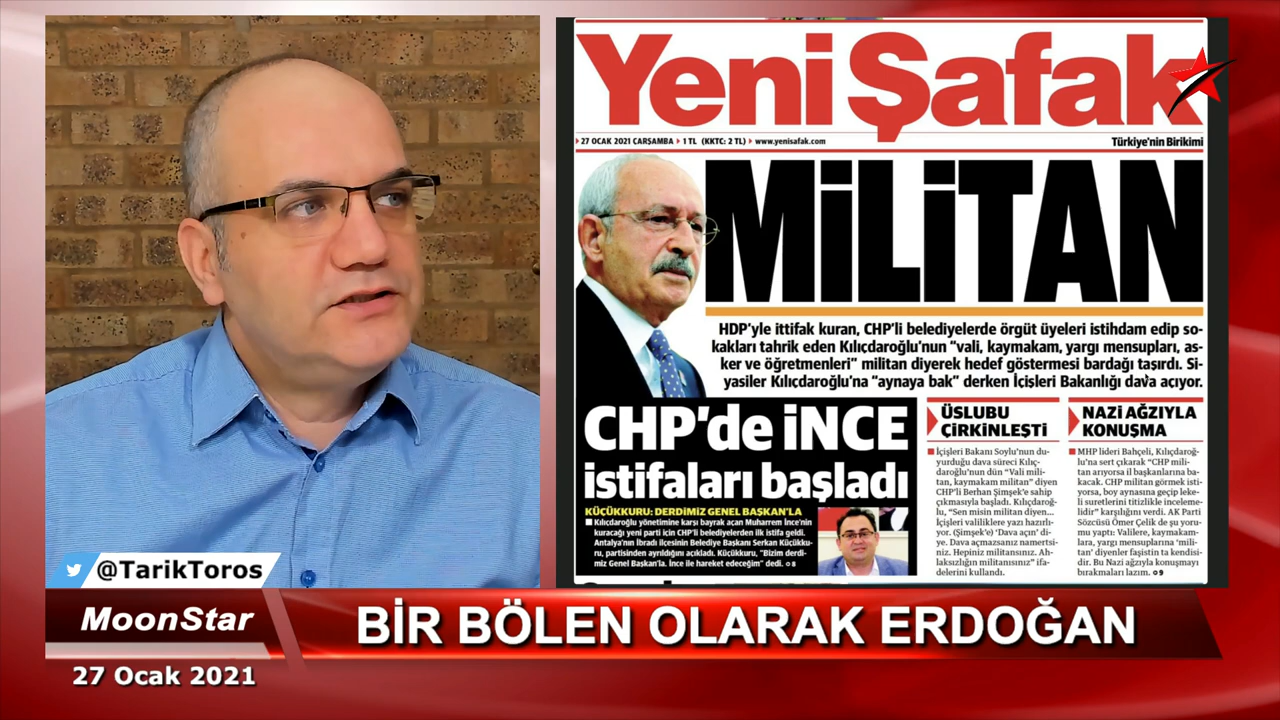 Yeni Şafak
27 OCAK 2021 ÇARŞAMBA 1 TL (KKTC: 2 TL) www.yenisafak.com
Türkiye'nin Birikimi
MİLİTAN
HDP'yle ittifak kuran, CHP'li belediyelerde örgüt üyeleri istihdam edip so-
kakları tahrik eden Kılıçdaroğlu'nun "vali, kaymakam, yargı mensupları, as-
ker ve öğretmenleri" militan diyerek hedef göstermesi bardağı taşırdı. Si-
yasiler Kılıçdaroğlu'na "aynaya bak" derken İçişleri Bakanlığı dava açıyor.
CHP'de İNCE
istifaları başladı
KÜÇÜKKURU: DERDİMİZ GENEL BAŞKAN'LA
Kılıçdaroğlu yönetimine karşı bayrak açan Muharrem İnce'nin
kuracağı yeni parti için CHP'li belediyelerden ilk istifa geldi.
Antalya'nın İbradı ilçesinin Belediye Başkanı Serkan Küçükku-
ru, partisinden ayrıldığını açıkladı. Küçükkuru, "Bizim derdi-
miz Genel Başkan'la. İnce ile hareket edeceğim" dedi. 8
ÜSLUBU
ÇİRKİNLEŞTİ
İçişleri Bakanı Soylu'nun du-
yurduğu dava süreci Kılıç-
daroğlu'nun dün "Vali mili-
tan, kaymakam militan" diyen
CHP'li Berhan Şimşek'e sahip
çıkmasıyla başladı. Kılıçdaroğ-
lu, "Sen misin militan diyen...
İçişleri valiliklere yazı hazırlı-
yor. (Şimşek'e) 'Dava açın' di-
ye. Dava açmazsanız namertsi-
niz. Hepiniz militansınız. Ah-
laksızlığın militanısınız" ifa-
delerini kullandı.
NAZİ AĞZIYLA
KONUŞMA
MHP lideri Bahçeli, Kılıçdaroğ-
lu'na sert çıkarak "CHP mili-
tan arıyorsa il başkanlarına ba-
kacak. CHP militan görmek isti-
yorsa, boy aynasına geçip leke-
li suretlerini titizlikle inceleme-
lidir" karşılığını verdi. AK Parti
Sözcüsü Ömer Çelik de şu yoru-
mu yaptı: Valilere, kaymakam-
lara, yargı mensuplarına 'mili-
tan' diyenler faşistin ta kendisi-
dir. Bu Nazi ağzıyla konuşmayı
bırakmaları lazım. 9
@TarikToros
MoonStar
BİR BÖLEN OLARAK ERDOĞAN
27 Ocak 2021